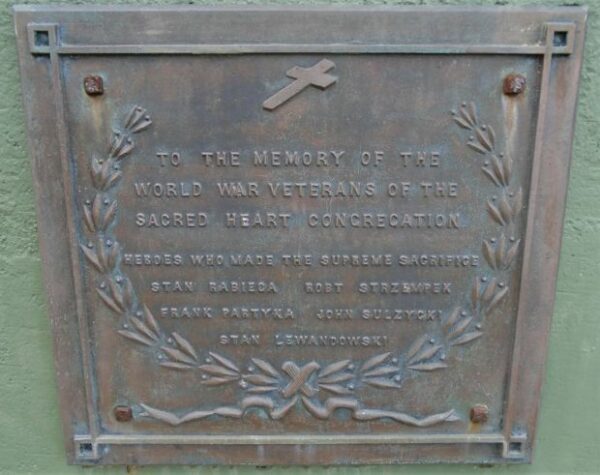 TO THE MEMORY OF THE
WORLD WAR VETERANS OF THE
SACRED HEART CONGREGATION
HEROES WHO MADE THE SUPREME SACRIFICE
STAN RABIEGA ROBT STRZEMPEK
FRANK PARTYKA JOHN SULZYCKI
STAN LEWANDOWSKI